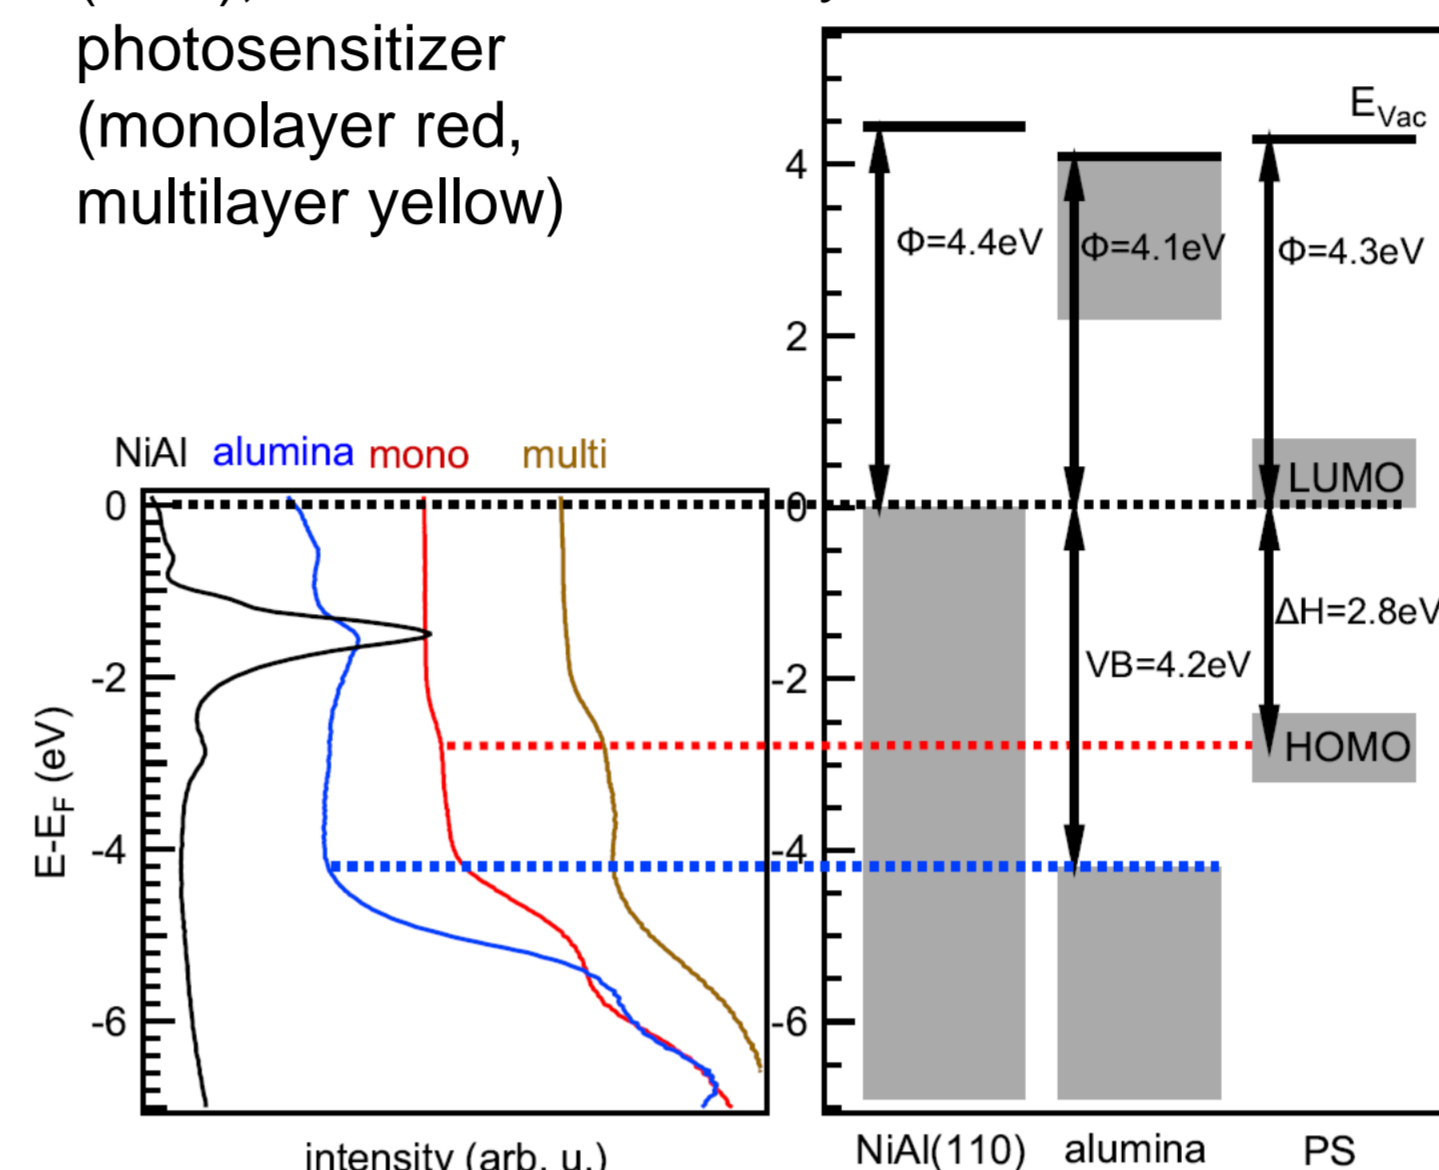 photosensitizer
(monolayer red,
multilayer yellow)
NiAl alumina mono multi
0
-2
-4
-6
E-EF (eV)
intensity (arb. u.)
4
2
0
-2
-4
-6
EVac
Φ=4.4eV
Φ=4.1eV
Φ=4.3eV
LUMO
ΔH=2.8eV
VB=4.2eV
HOMO
NiAl(110) alumina PS